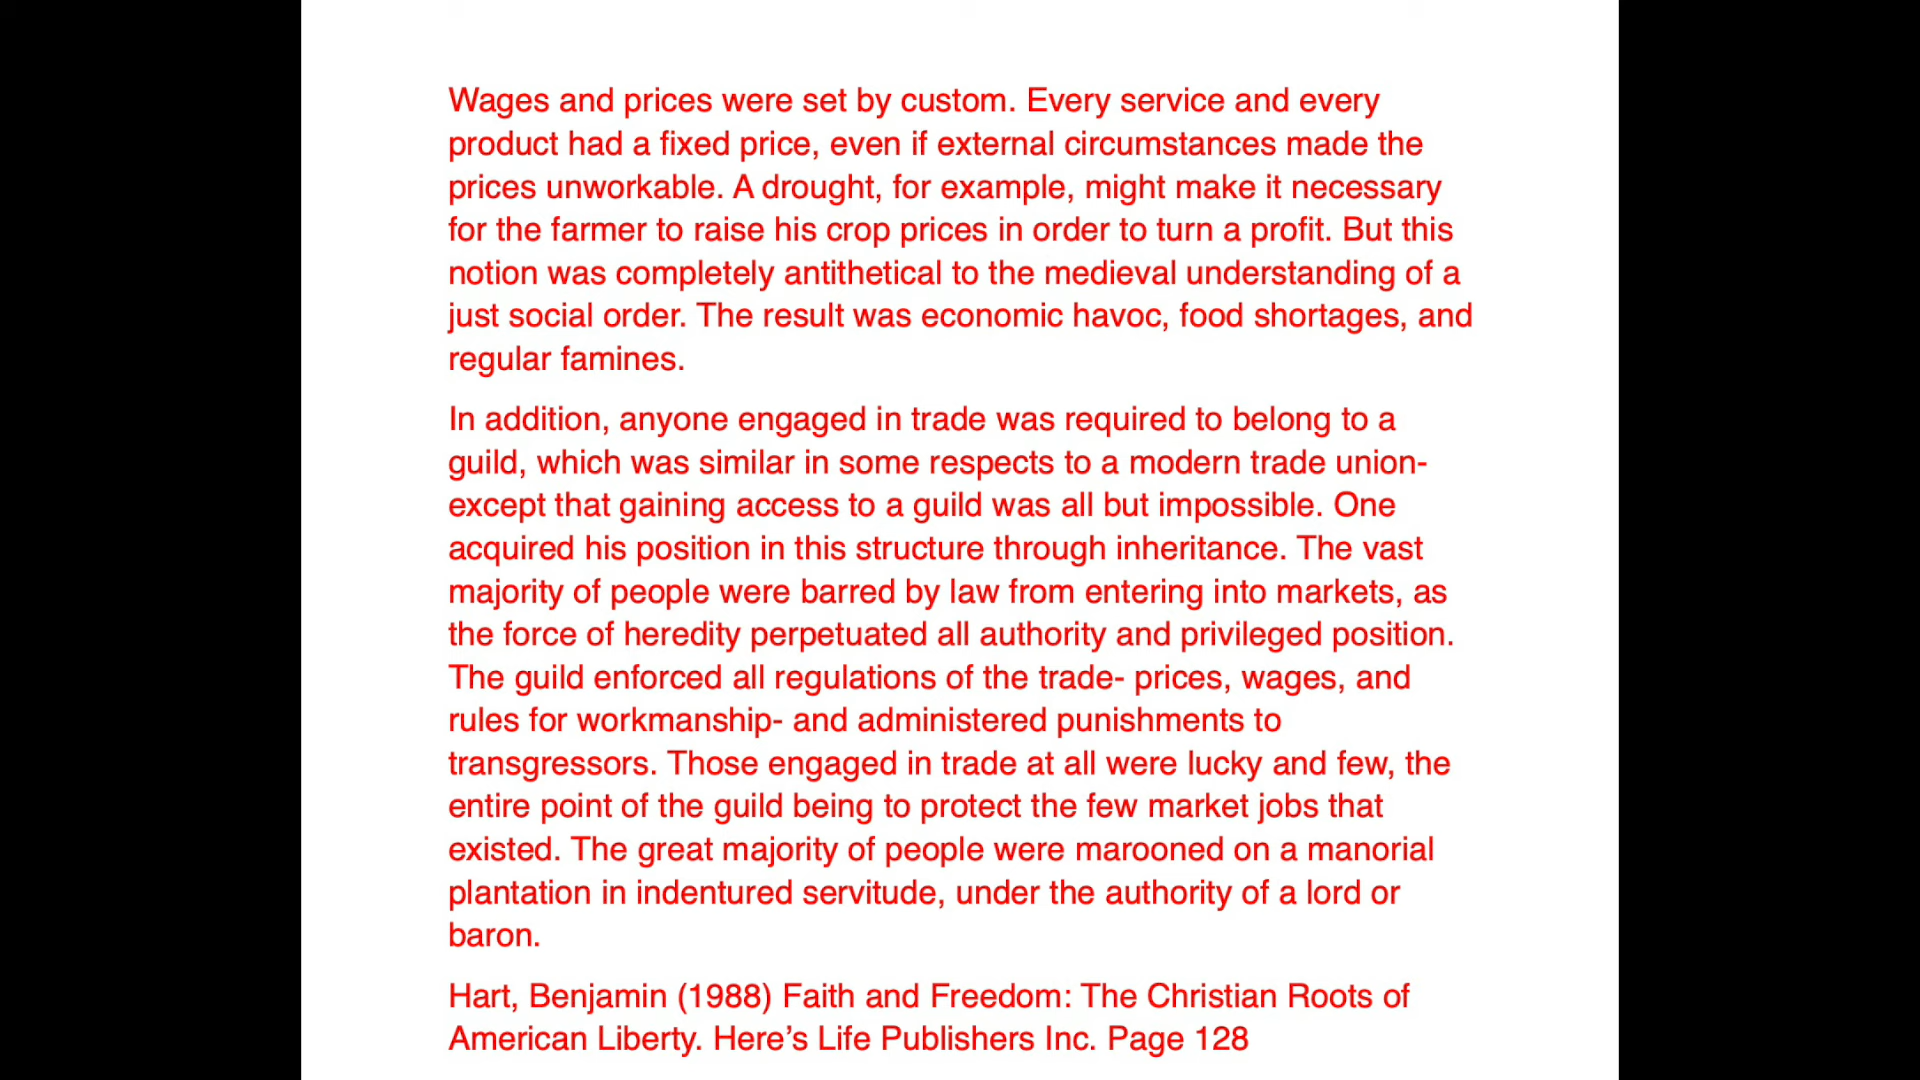 Wages and prices were set by custom. Every service and every
product had a fixed price, even if external circumstances made the
prices unworkable. A drought, for example, might make it necessary
for the farmer to raise his crop prices in order to turn a profit. But this
notion was completely antithetical to the medieval understanding of a
just social order. The result was economic havoc, food shortages, and
regular famines.
In addition, anyone engaged in trade was required to belong to a
guild, which was similar in some respects to a modern trade union-
except that gaining access to a guild was all but impossible. One
acquired his position in this structure through inheritance. The vast
majority of people were barred by law from entering into markets, as
the force of heredity perpetuated all authority and privileged position.
The guild enforced all regulations of the trade- prices, wages, and
rules for workmanship- and administered punishments to
transgressors. Those engaged in trade at all were lucky and few, the
entire point of the guild being to protect the few market jobs that
existed. The great majority of people were marooned on a manorial
plantation in indentured servitude, under the authority of a lord or
baron.
Hart, Benjamin (1988) Faith and Freedom: The Christian Roots of
American Liberty. Here’s Life Publishers Inc. Page 128